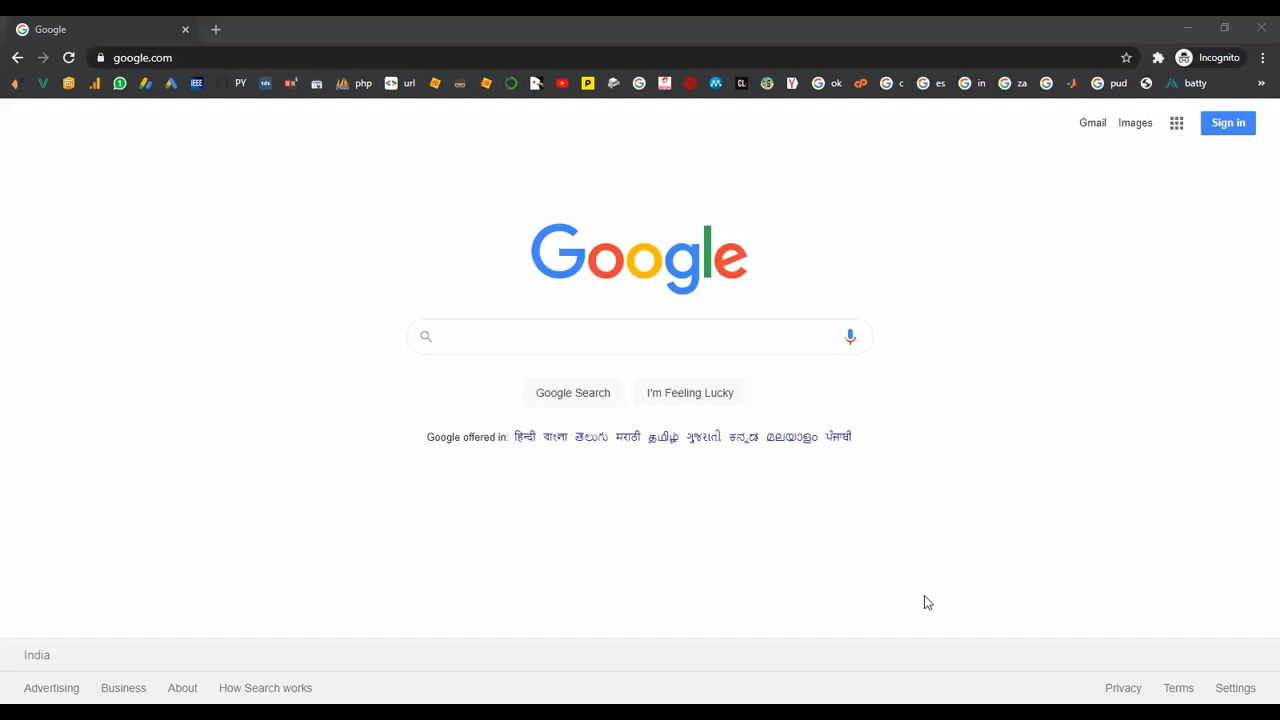 Google
google.com
Incognito
PY php url ok c es in za pud batty
Gmail Images Sign in
Google
Google Search I'm Feeling Lucky
Google offered in: हिन्दी বাংলা తెలుగు मराठी தமிழ் ગુજરાતી ಕನ್ನಡ മലയാളം ਪੰਜਾਬੀ
India
Advertising Business About How Search works Privacy Terms Settings